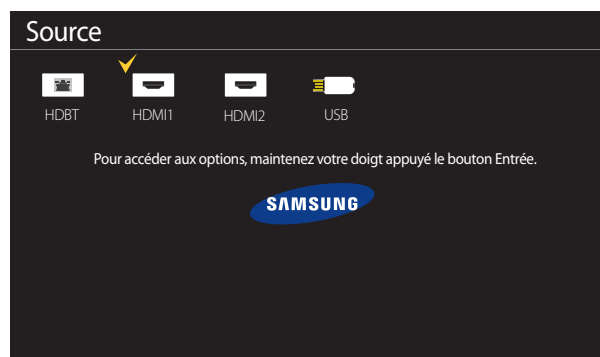 Source
HDBT HDMI1 HDMI2 USB
Pour accéder aux options, maintenez votre doigt appuyé le bouton Entrée.
SAMSUNG